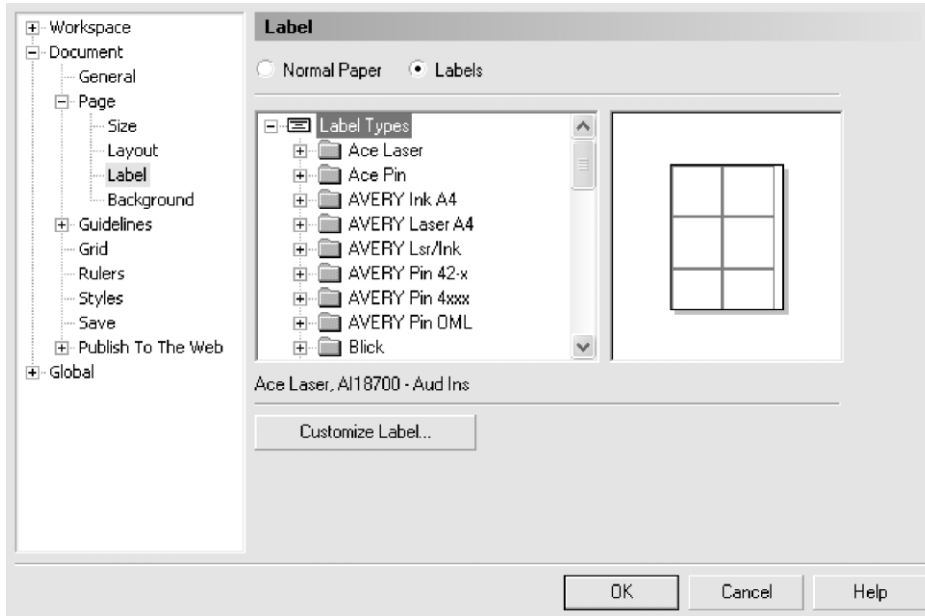 Workspace
Document
General
Page
Size
Layout
Label
Background
Guidelines
Grid
Rulers
Styles
Save
Publish To The Web
Global
Label
Normal Paper
Labels
Label Types
Ace Laser
Ace Pin
AVERY Ink A4
AVERY Laser A4
AVERY Lsr/Ink
AVERY Pin 42-x
AVERY Pin 4xxx
AVERY Pin OML
Blick
Ace Laser, AI18700 - Aud Ins
Customize Label...
OK
Cancel
Help